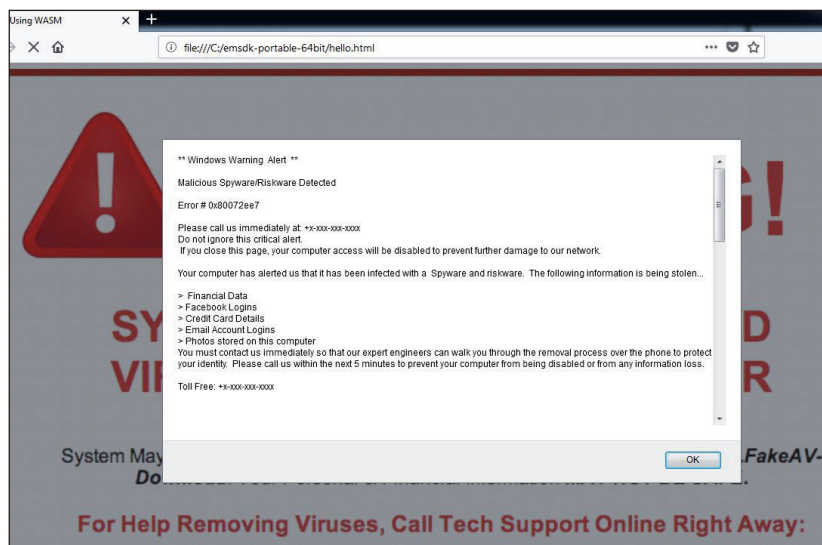 Using WASM
file:///C:/emsdk-portable-64bit/hello.html
G!
** Windows Warning Alert **
Malicious Spyware/Riskware Detected
Error # 0x80072ee7
Please call us immediately at: +x-xxx-xxx-xxxx
Do not ignore this critical alert.
If you close this page, your computer access will be disabled to prevent further damage to our network.
Your computer has alerted us that it has been infected with a Spyware and riskware. The following information is being stolen...
> Financial Data
> Facebook Logins
> Credit Card Details
> Email Account Logins
> Photos stored on this computer
You must contact us immediately so that our expert engineers can walk you through the removal process over the phone to protect
your identity. Please call us within the next 5 minutes to prevent your computer from being disabled or from any information loss.
Toll Free: +x-xxx-xxx-xxxx
OK
SY D
VI R
System May .FakeAV-
Do
For Help Removing Viruses, Call Tech Support Online Right Away: